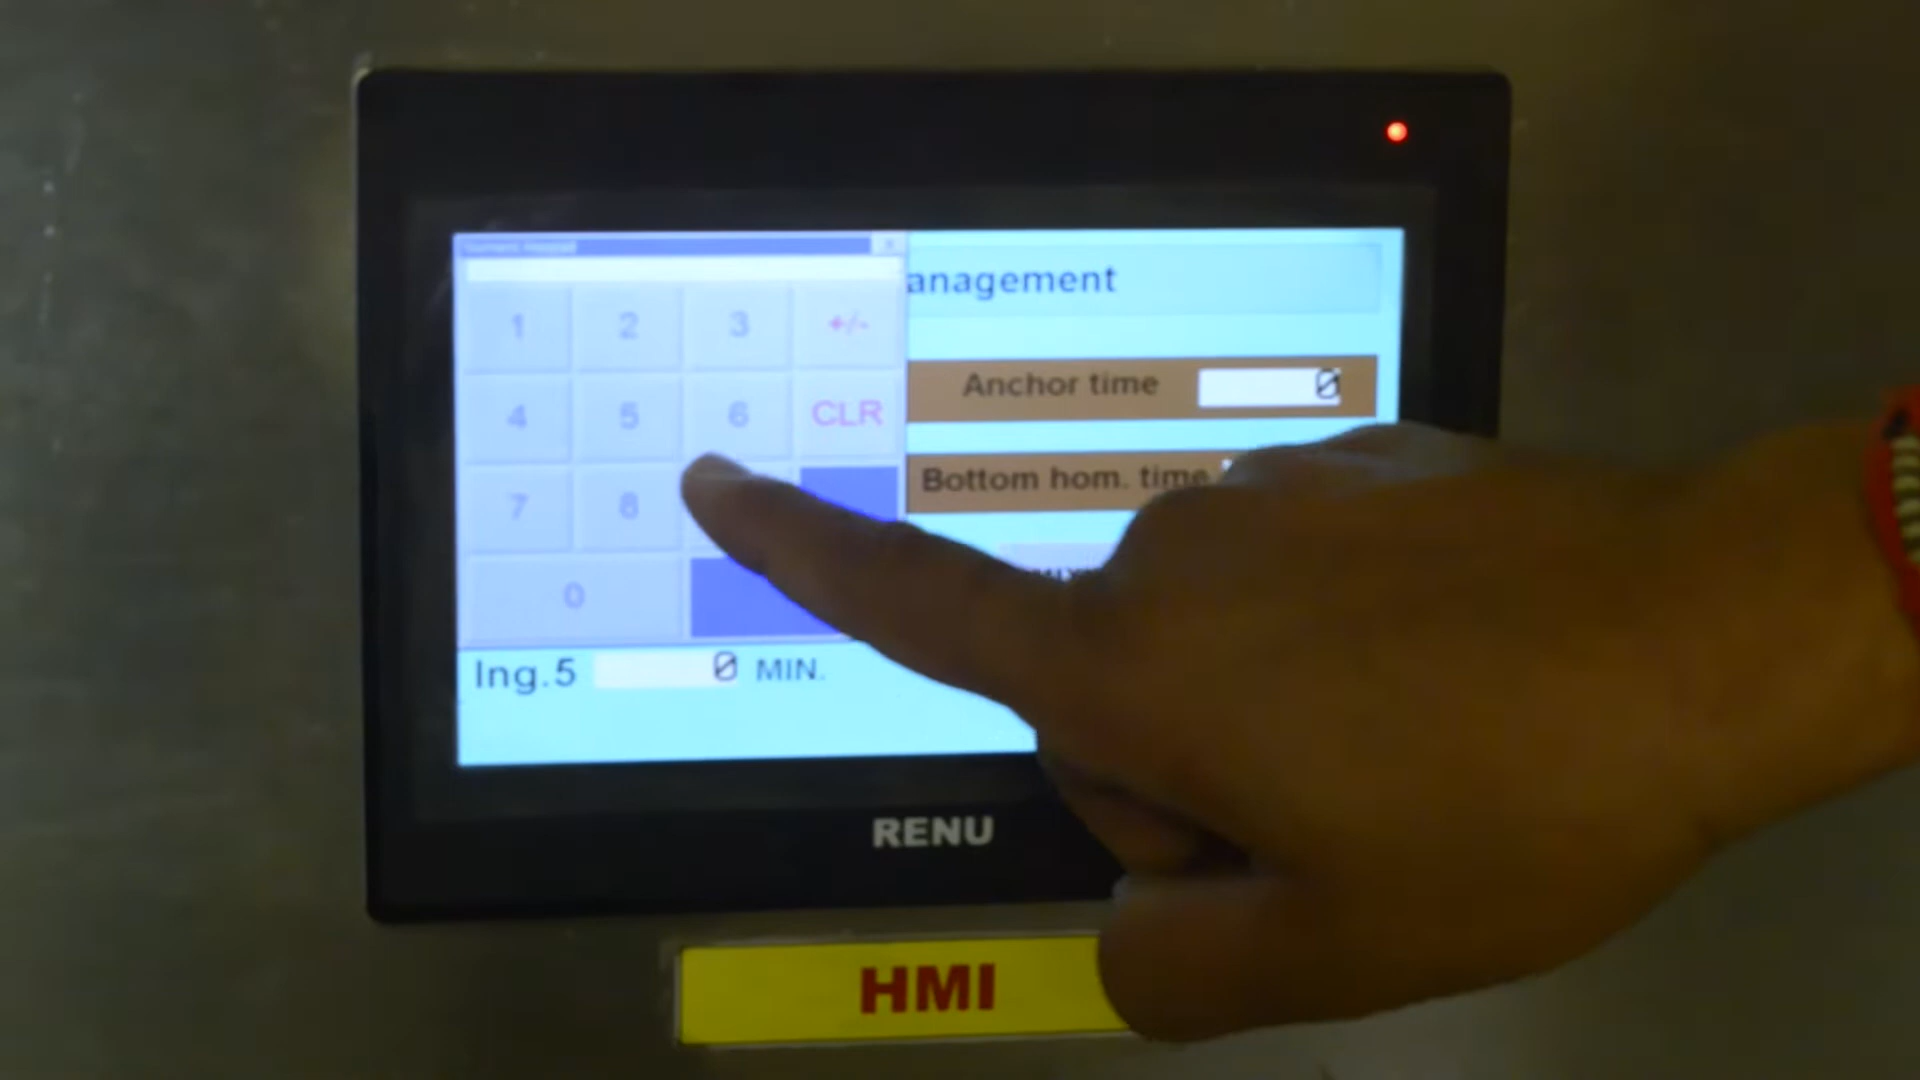 anagement
1 2 3 +/-
Anchor time 0
4 5 6 CLR
Bottom hom. time
7 8
0
Ing.5 0 MIN.
RENU
HMI